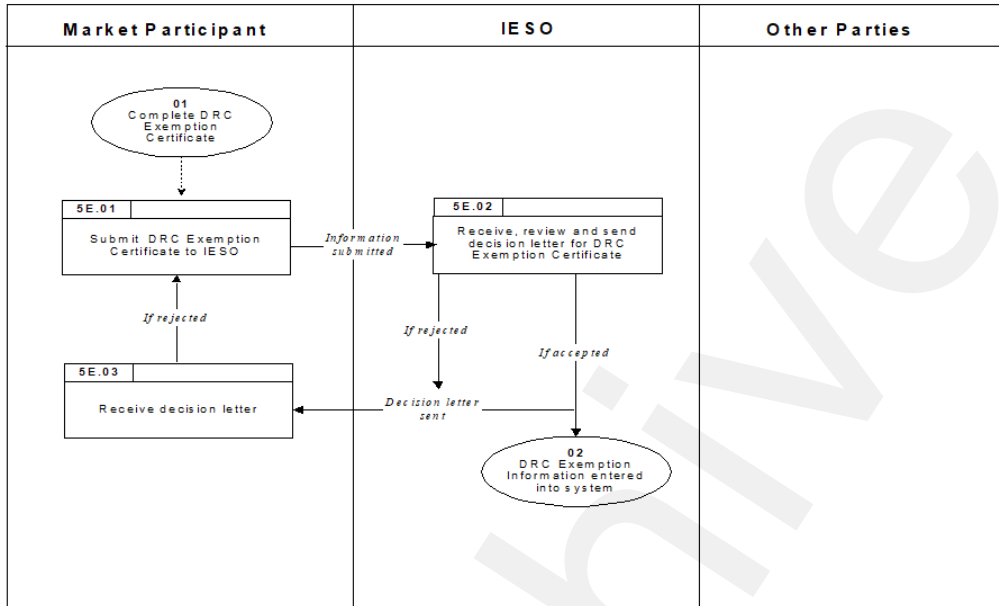 Market Participant
IESO
Other Parties
01
Complete DRC
Exemption
Certificate
5E.01
Submit DRC Exemption
Certificate to IESO
Information
submitted
5E.02
Receive, review and send
decision letter for DRC
Exemption Certificate
If rejected
If rejected
If accepted
5E.03
Receive decision letter
Decision letter
sent
02
DRC Exemption
Information entered
into system
hive